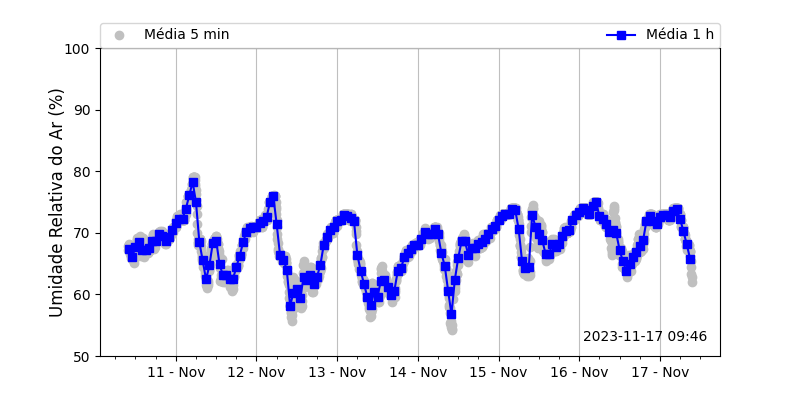 Média 5 min
Média 1 h
Umidade Relativa do Ar (%)
100
90
80
70
60
50
2023-11-17 09:46
11 - Nov
12 - Nov
13 - Nov
14 - Nov
15 - Nov
16 - Nov
17 - Nov